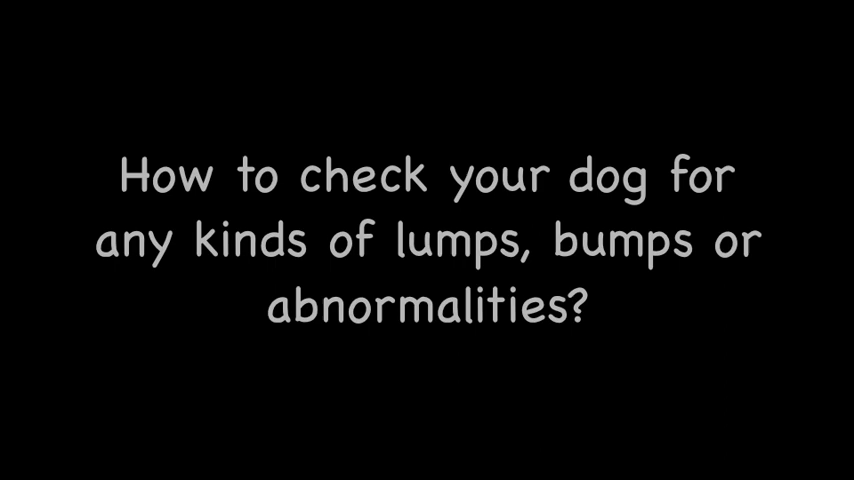 How to check your dog for
any kinds of lumps, bumps or
abnormalities?